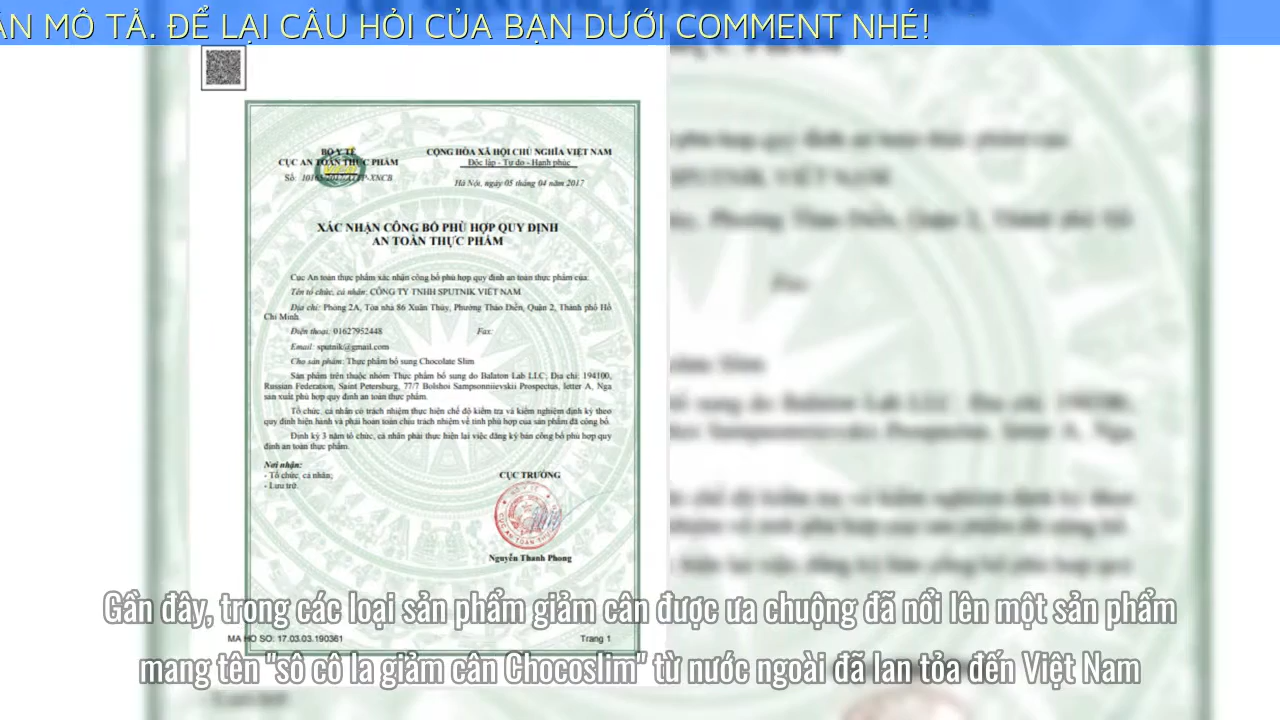 ẦN MÔ TẢ. ĐỂ LẠI CÂU HỎI CỦA BẠN DƯỚI COMMENT NHÉ!
BỘ Y TẾ
CỤC AN TOÀN THỰC PHẨM
CỘNG HÒA XÃ HỘI CHỦ NGHĨA VIỆT NAM
Độc lập - Tự do - Hạnh phúc
Hà Nội, ngày 05 tháng 04 năm 2017
XÁC NHẬN CÔNG BỐ PHÙ HỢP QUY ĐỊNH
AN TOÀN THỰC PHẨM
Cục An toàn thực phẩm xác nhận công bố phù hợp quy định an toàn thực phẩm của:
Tên tổ chức, cá nhân: CÔNG TY TNHH SPUTNIK VIỆT NAM
Địa chỉ: Phòng 2A, Tòa nhà 86 Xuân Thủy, Phường Thảo Điền, Quận 2, Thành phố Hồ
Chí Minh
Điện thoại: 01627952448 Fax:
Email: sputnik@gmail.com
Cho sản phẩm: Thực phẩm bổ sung Chocolate Slim
Sản phẩm trên thuộc nhóm Thực phẩm bổ sung do Balaton Lab LLC; Địa chỉ: 194100,
Russian Federation, Saint Petersburg, 77/7 Bolshoi Sampsonniievskii Prospectus, letter A, Nga
sản xuất phù hợp quy định an toàn thực phẩm.
Tổ chức, cá nhân có trách nhiệm thực hiện chế độ kiểm tra và kiểm nghiệm định kỳ theo
quy định hiện hành và phải hoàn toàn chịu trách nhiệm về tính phù hợp của sản phẩm đã công bố.
Định kỳ 3 năm tổ chức, cá nhân phải thực hiện lại việc đăng ký bản công bố phù hợp quy
định an toàn thực phẩm.
Nơi nhận:
- Tổ chức, cá nhân;
- Lưu trữ.
CỤC TRƯỞNG
Nguyễn Thanh Phong
MA HO SO: 17.03.03.190361 Trang 1
Gần đây, trong các loại sản phẩm giảm cân được ưa chuộng đã nổi lên một sản phẩm
mang tên "sô cô la giảm cân Chocoslim" từ nước ngoài đã lan tỏa đến Việt Nam